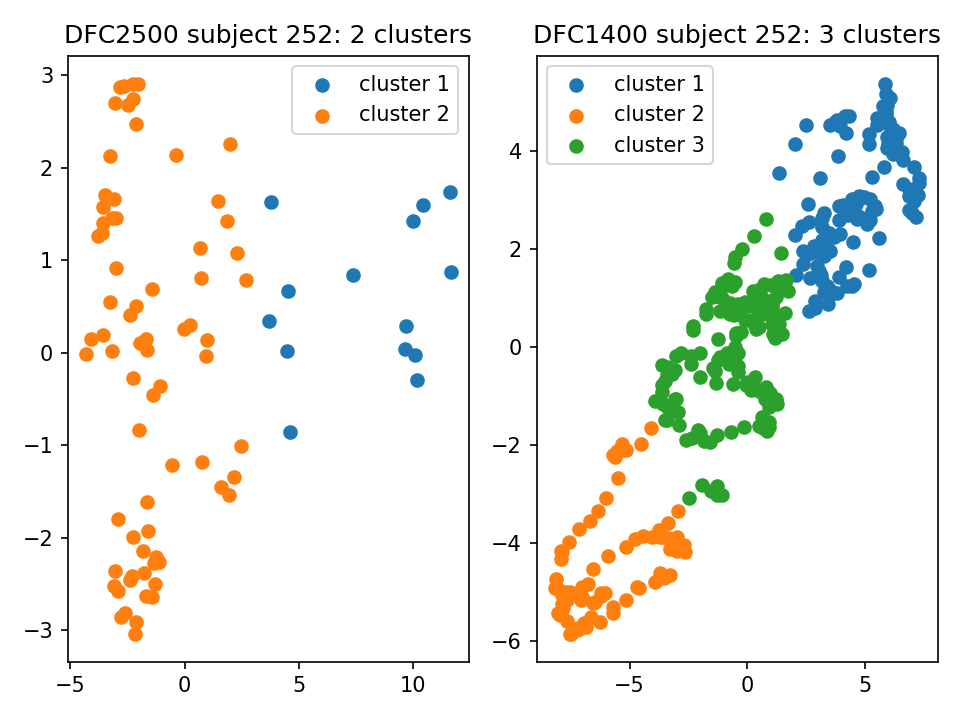 DFC2500 subject 252: 2 clusters
cluster 1
cluster 2
3
2
1
0
−1
−2
−3
−5
0
5
10
DFC1400 subject 252: 3 clusters
cluster 1
cluster 2
cluster 3
4
2
0
−2
−4
−6
−5
0
5